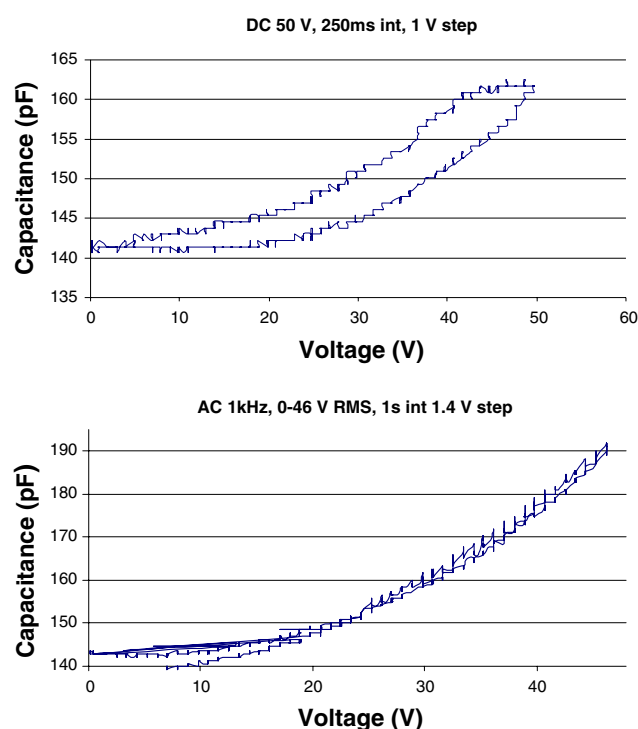 DC 50 V, 250ms int, 1 V step
Capacitance (pF)
165
160
155
150
145
140
135
0 10 20 30 40 50 60
Voltage (V)
AC 1kHz, 0-46 V RMS, 1s int 1.4 V step
Capacitance (pF)
190
180
170
160
150
140
0 10 20 30 40
Voltage (V)